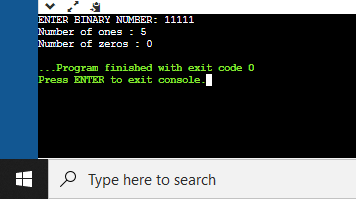 ENTER BINARY NUMBER: 11111
Number of ones : 5
Number of zeros : 0
...Program finished with exit code 0
Press ENTER to exit console.
Type here to search